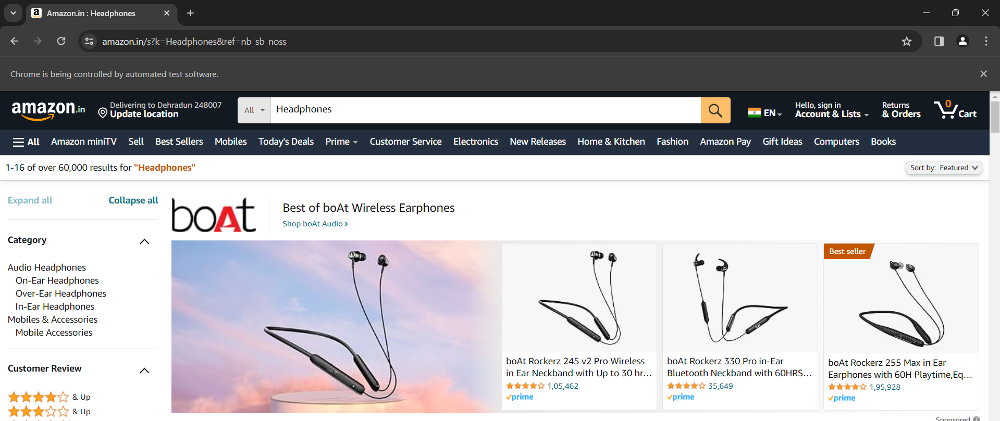 Amazon.in : Headphones
amazon.in/s?k=Headphones&ref=nb_sb_noss
Chrome is being controlled by automated test software.
amazon.in
Delivering to Dehradun 248007
Update location
All
Headphones
EN
Hello, sign in
Account & Lists
Returns
& Orders
0
Cart
All Amazon miniTV Sell Best Sellers Mobiles Today's Deals Prime Customer Service Electronics New Releases Home & Kitchen Fashion Amazon Pay Gift Ideas Computers Books
1-16 of over 60,000 results for "Headphones"
Sort by: Featured
Expand all Collapse all
Category
Audio Headphones
On-Ear Headphones
Over-Ear Headphones
In-Ear Headphones
Mobiles & Accessories
Mobile Accessories
Customer Review
& Up
& Up
boAt
Best of boAt Wireless Earphones
Shop boAt Audio
boAt Rockerz 245 v2 Pro Wireless
in Ear Neckband with Up to 30 hr...
1,05,462
prime
boAt Rockerz 330 Pro in-Ear
Bluetooth Neckband with 60HRS...
35,649
prime
Best seller
boAt Rockerz 255 Max in Ear
Earphones with 60H Playtime,Eq...
1,95,928
prime
Sponsored